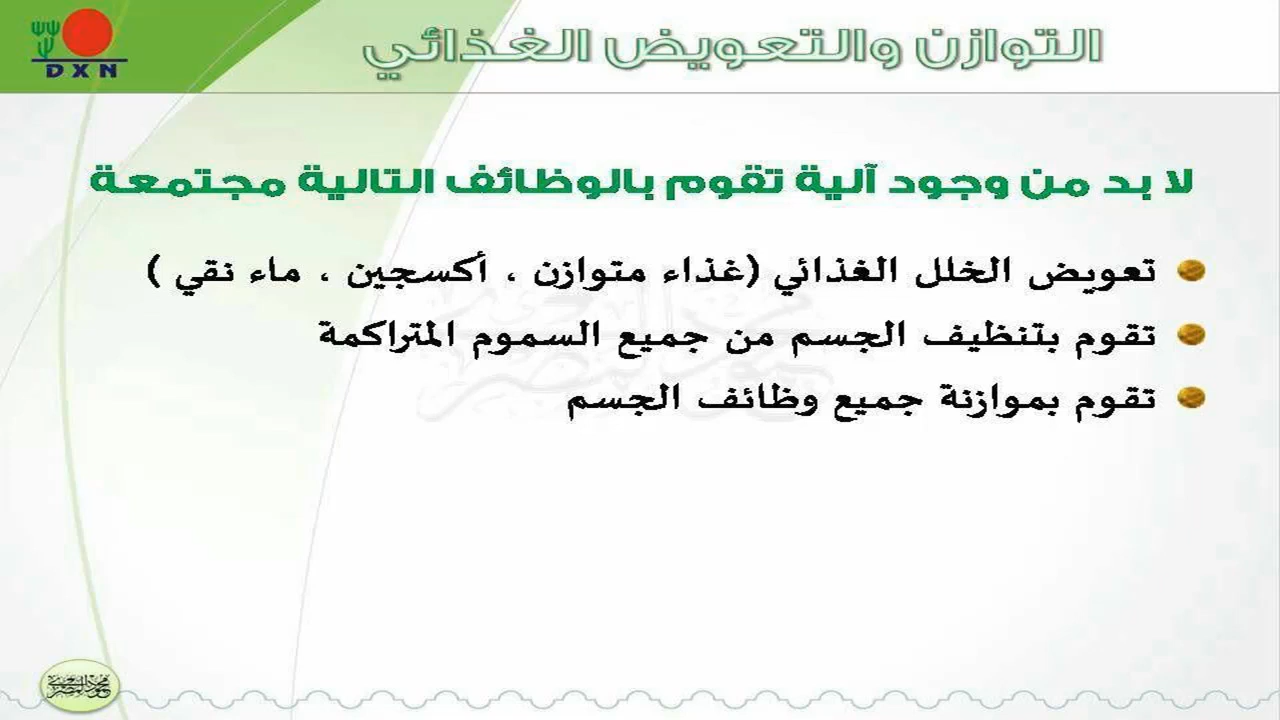 التوازن والتعويض الغذائي
DXN
لا بد من وجود آلية تقوم بالوظائف التالية مجتمعة
تعويض الخلل الغذائي (غذاء متوازن ، أكسجين ، ماء نقي )
تقوم بتنظيف الجسم من جميع السموم المتراكمة
تقوم بموازنة جميع وظائف الجسم